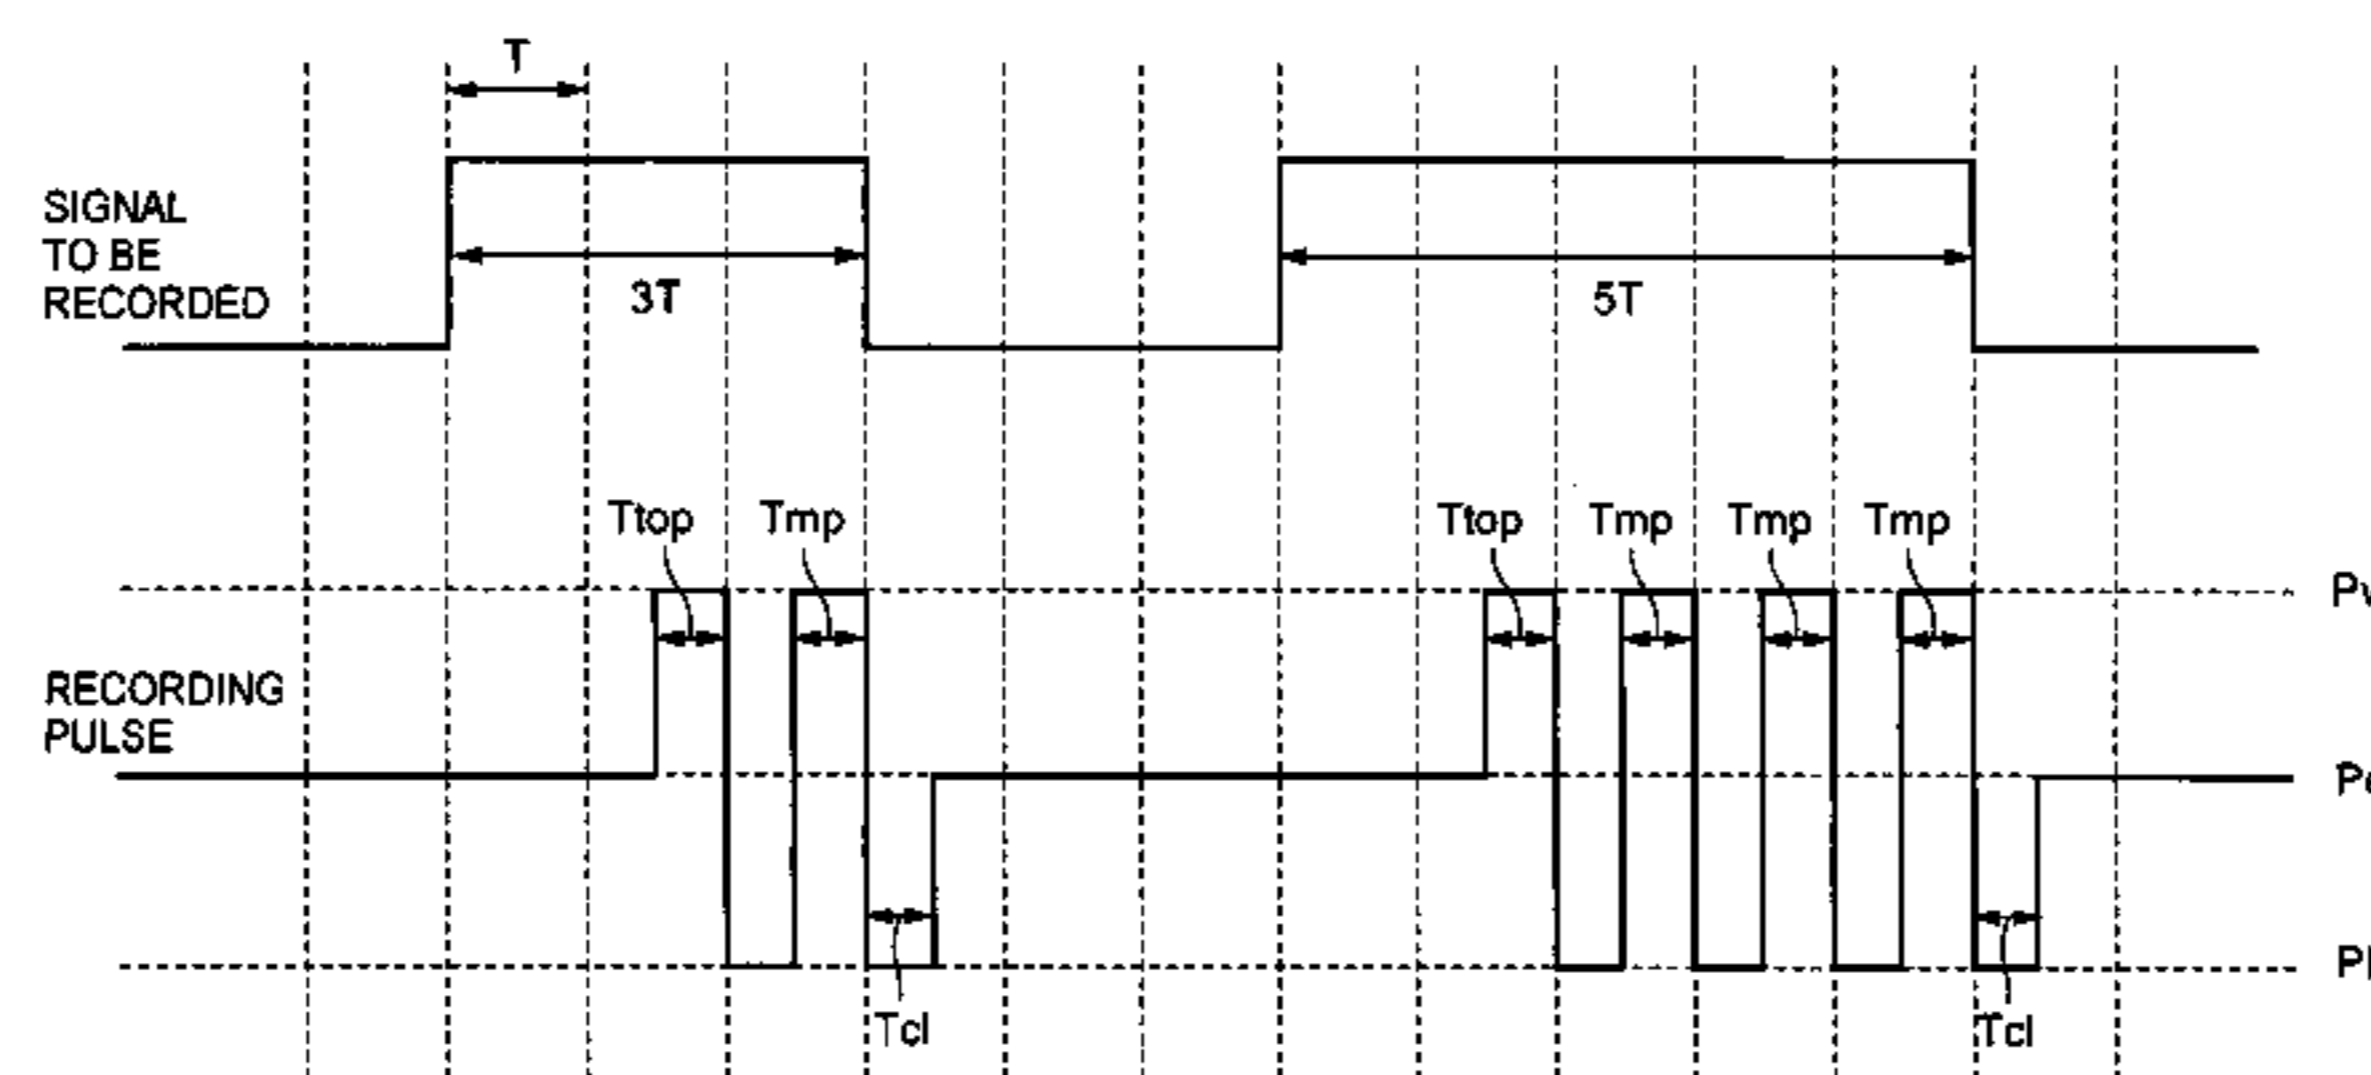 T
SIGNAL
TO BE
RECORDED
3T
5T
Ttop
Tmp
Ttop
Tmp
Tmp
Tmp
RECORDING
PULSE
Tcl
Tcl